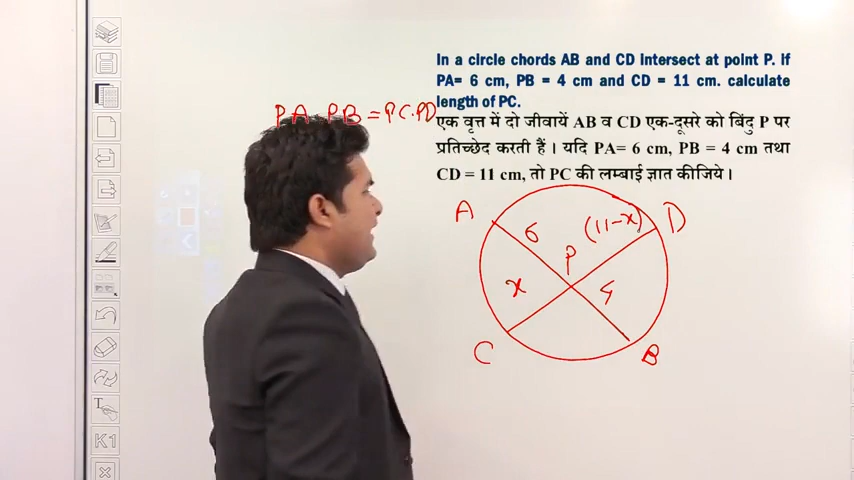 In a circle chords AB and CD intersect at point P. If
PA= 6 cm, PB = 4 cm and CD = 11 cm. calculate
length of PC.
PA PB = PC.PD
एक वृत्त में दो जीवायें AB व CD एक-दूसरे को बिंदु P पर
प्रतिच्छेद करती हैं। यदि PA= 6 cm, PB = 4 cm तथा
CD = 11 cm, तो PC की लम्बाई ज्ञात कीजिये।
A
6
(11-x)
D
P
x
4
C
B
T
K1